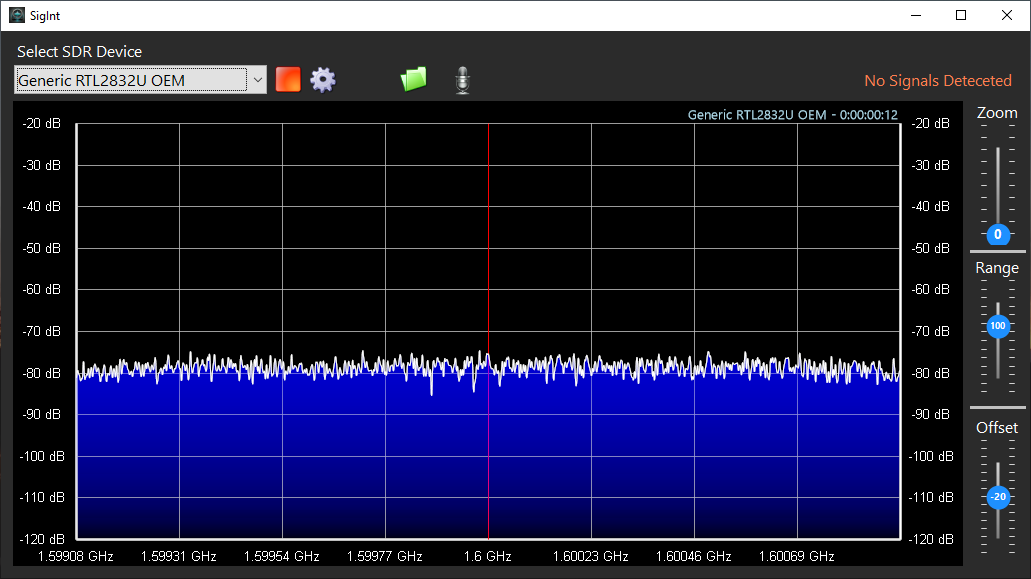 SigInt
Select SDR Device
Generic RTL2832U OEM
No Signals Deteceted
Generic RTL2832U OEM - 0:00:00:12
Zoom
-20 dB -20 dB
-30 dB -30 dB
-40 dB -40 dB
-50 dB -50 dB
0
-60 dB -60 dB
Range
-70 dB -70 dB
100
-80 dB -80 dB
-90 dB -90 dB
Offset
-100 dB -100 dB
-110 dB -110 dB
-20
-120 dB -120 dB
1.59908 GHz 1.59931 GHz 1.59954 GHz 1.59977 GHz 1.6 GHz 1.60023 GHz 1.60046 GHz 1.60069 GHz